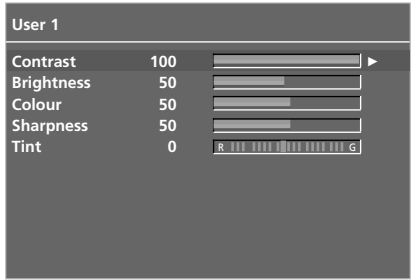 User 1
Contrast 100
Brightness 50
Colour 50
Sharpness 50
Tint 0 R G